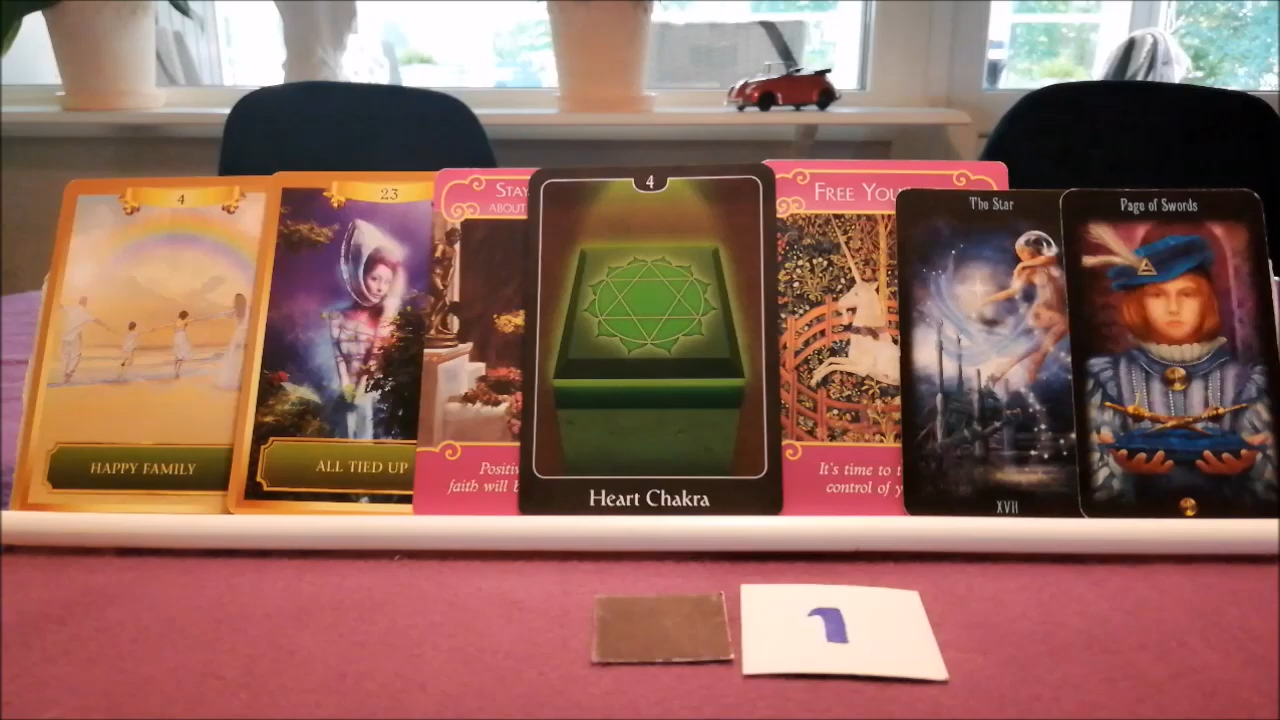 4
HAPPY FAMILY
23
ALL TIED UP
STAY
ABOUT
faith will
4
Heart Chakra
FREE YOU
It's time to
control of
The Star
XVII
Page of Swords
1